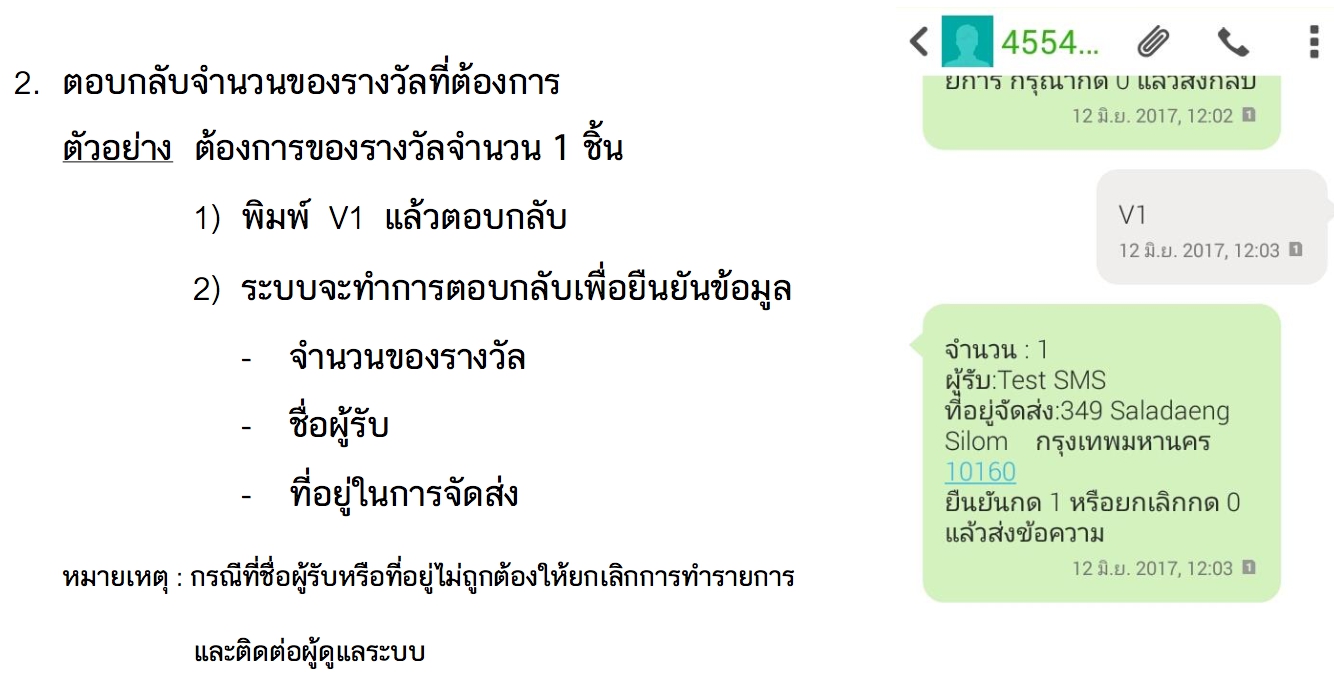 2. ตอบกลับจำนวนของรางวัลที่ต้องการ
ตัวอย่าง ต้องการของรางวัลจำนวน 1 ชิ้น
1) พิมพ์ V1 แล้วตอบกลับ
2) ระบบจะทำการตอบกลับเพื่อยืนยันข้อมูล
- จำนวนของรางวัล
- ชื่อผู้รับ
- ที่อยู่ในการจัดส่ง
หมายเหตุ : กรณีที่ชื่อผู้รับหรือที่อยู่ไม่ถูกต้องให้ยกเลิกการทำรายการ
และติดต่อผู้ดูแลระบบ
4554...
ยการ กรุณากด 0 แล้วส่งกลับ
12 มิ.ย. 2017, 12:02 1
V1
12 มิ.ย. 2017, 12:03 1
จำนวน : 1
ผู้รับ:Test SMS
ที่อยู่จัดส่ง:349 Saladaeng
Silom กรุงเทพมหานคร
10160
ยืนยันกด 1 หรือยกเลิกกด 0
แล้วส่งข้อความ
12 มิ.ย. 2017, 12:03 1